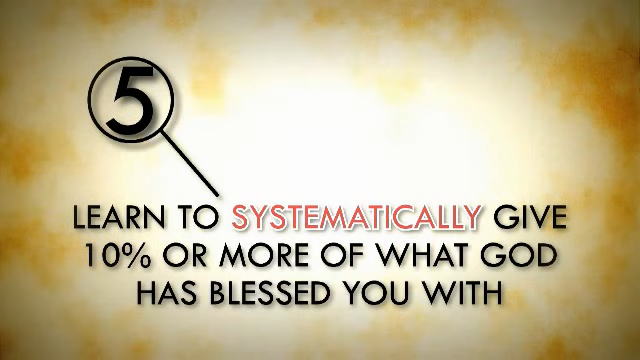 5
LEARN TO SYSTEMATICALLY GIVE
10% OR MORE OF WHAT GOD
HAS BLESSED YOU WITH